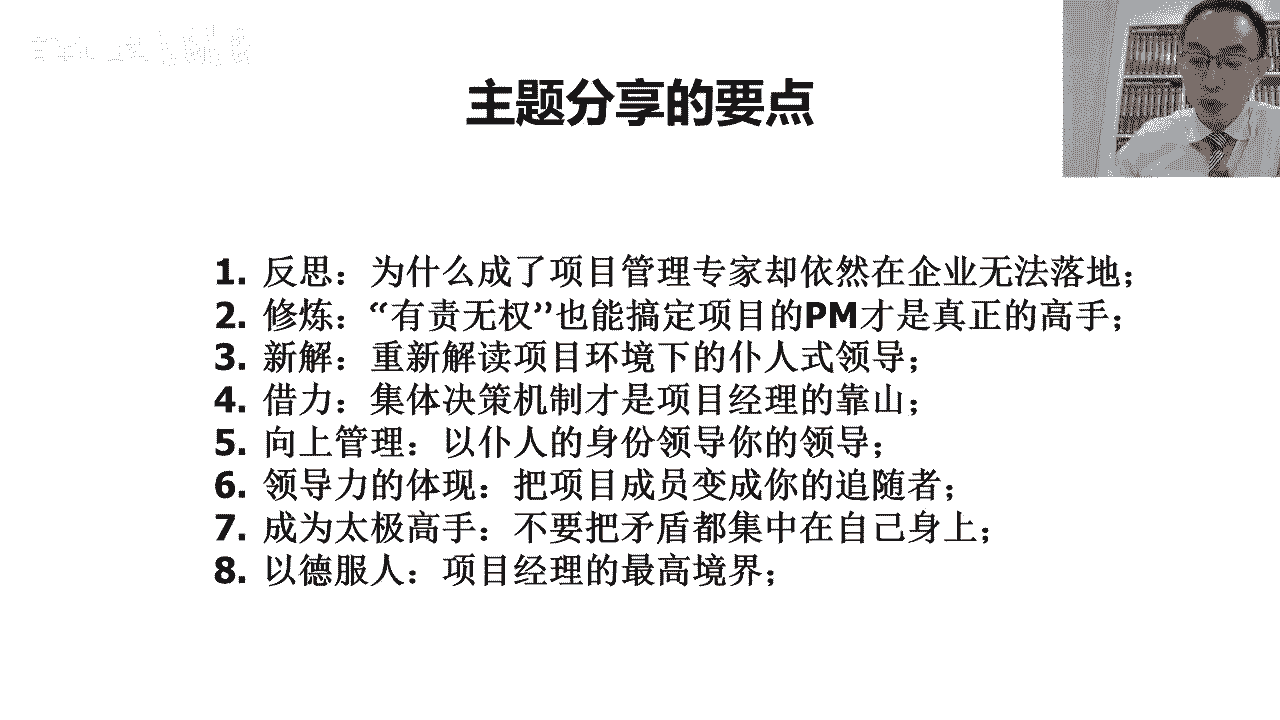 主题分享的要点
1. 反思：为什么成了项目管理专家却依然在企业无法落地；
2. 修炼：“有责无权”也能搞定项目的PM才是真正的高手；
3. 新解：重新解读项目环境下的仆人式领导；
4. 借力：集体决策机制才是项目经理的靠山；
5. 向上管理：以仆人的身份领导你的领导；
6. 领导力的体现：把项目成员变成你的追随者；
7. 成为太极高手：不要把矛盾都集中在自己身上；
8. 以德服人：项目经理的最高境界；